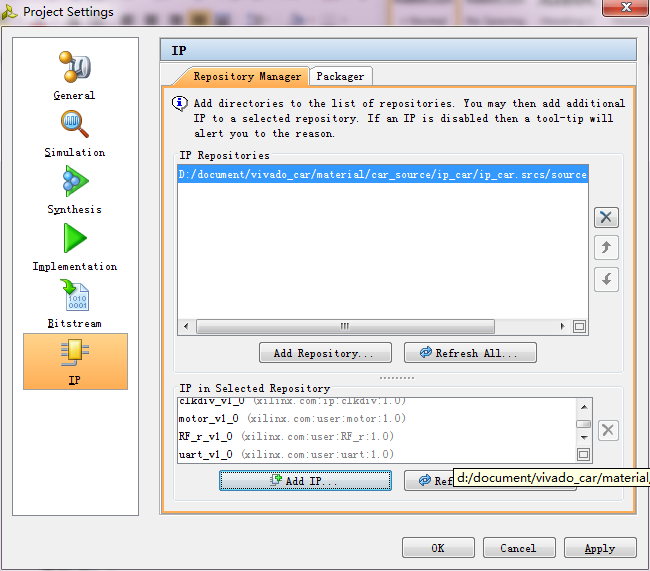 Project Settings
General
Simulation
Synthesis
Implementation
1010
0001
Bitstream
IP
IP
Repository Manager
Packager
Add directories to the list of repositories. You may then add additional
IP to a selected repository. If an IP is disabled then a tool-tip will
alert you to the reason.
IP Repositories
D:/document/vivado_car/material/car_source/ip_car/ip_car.srcs/source
Add Repository...
Refresh All...
IP in Selected Repository
clkdiv_v1_0 (xilinx.com:ip:clkdiv:1.0)
motor_v1_0 (xilinx.com:user:motor:1.0)
RF_r_v1_0 (xilinx.com:user:RF_r:1.0)
uart_v1_0 (xilinx.com:user:uart:1.0)
Add IP...
Ref
d:/document/vivado_car/material
OK
Cancel
Apply